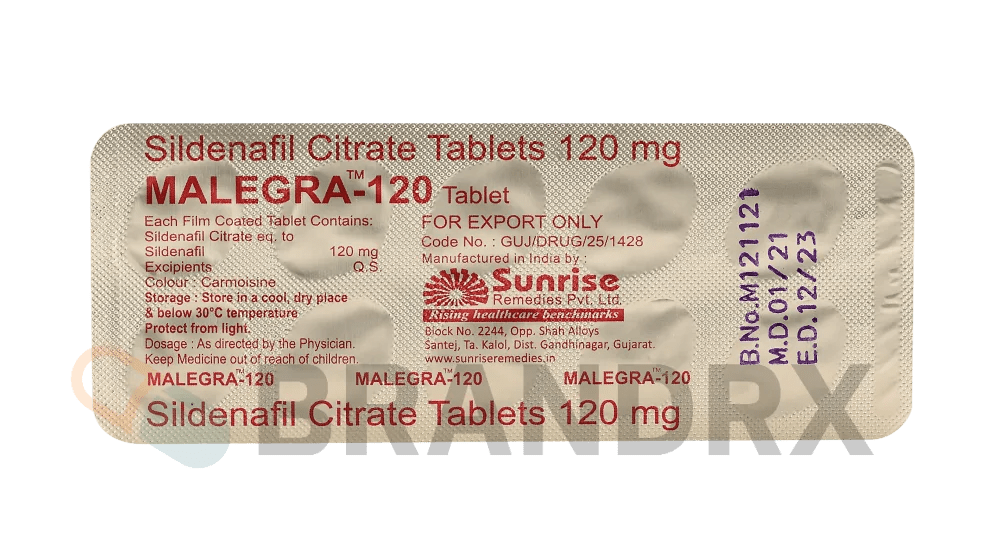 Sildenafil Citrate Tablets 120 mg
MALEGRA™-120 Tablet
Each Film Coated Tablet Contains:
Sildenafil Citrate eq. to
Sildenafil 120 mg
Excipients Q.S.
Colour : Carmoisine
Storage : Store in a cool, dry place
& below 30°C temperature
Protect from light.
Dosage : As directed by the Physician.
Keep Medicine out of reach of children.
FOR EXPORT ONLY
Code No. : GUJ/DRUG/25/1428
Manufactured in India by :
Sunrise
Remedies Pvt. Ltd.
Rising healthcare benchmarks
Block No. 2244, Opp. Shah Alloys
Santej, Ta. Kalol, Dist. Gandhinagar, Gujarat.
www.sunriseremedies.in
MALEGRA™-120 MALEGRA™-120 MALEGRA™-120
Sildenafil Citrate Tablets 120 mg
B.No.M121121
M.D.01/21
E.D.12/23
BRANDRX